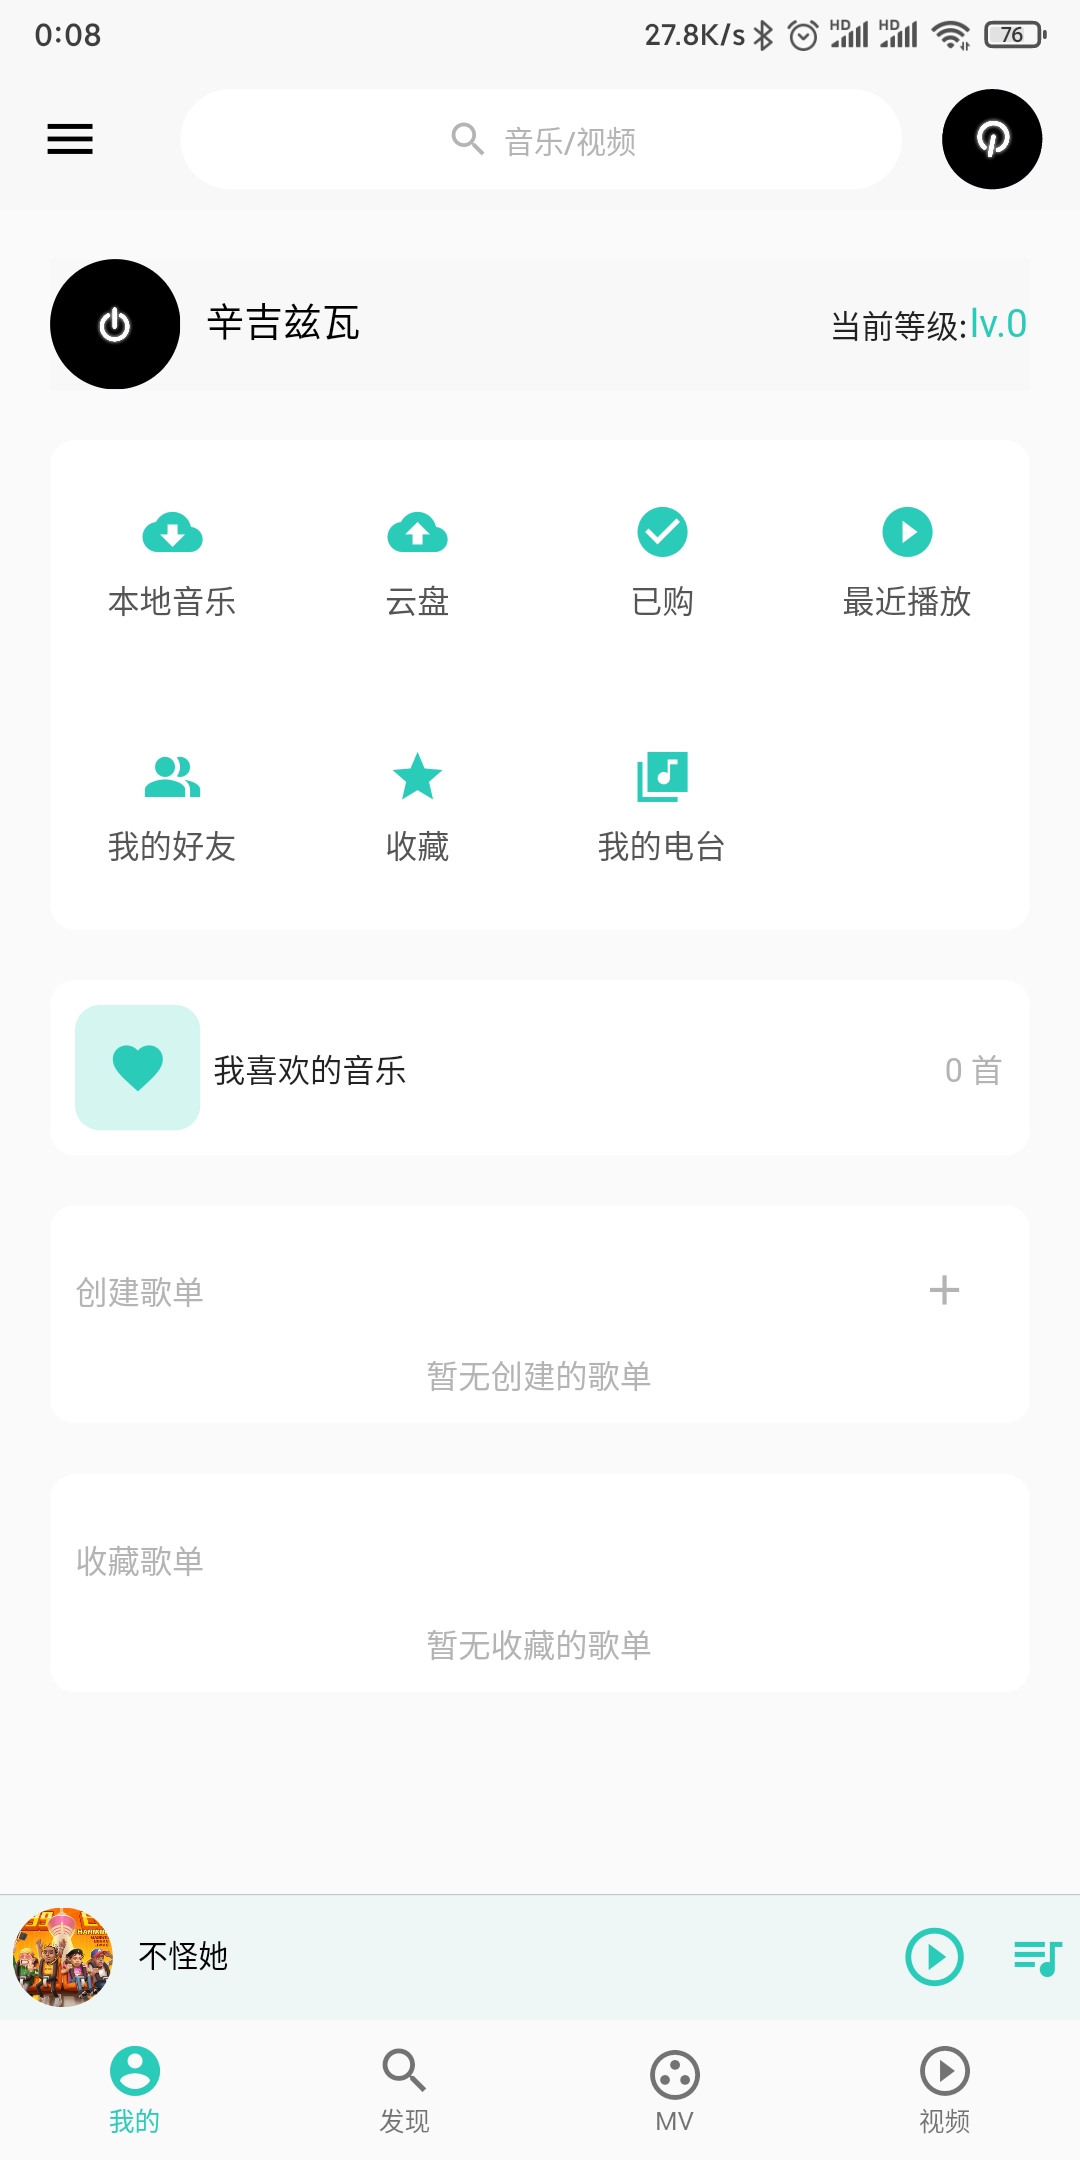 0:08
27.8K/s HD HD 76
音乐/视频
辛吉兹瓦
当前等级:lv.0
本地音乐 云盘 已购 最近播放
我的好友 收藏 我的电台
我喜欢的音乐 0 首
创建歌单
暂无创建的歌单
收藏歌单
暂无收藏的歌单
不怪她
我的 发现 MV 视频